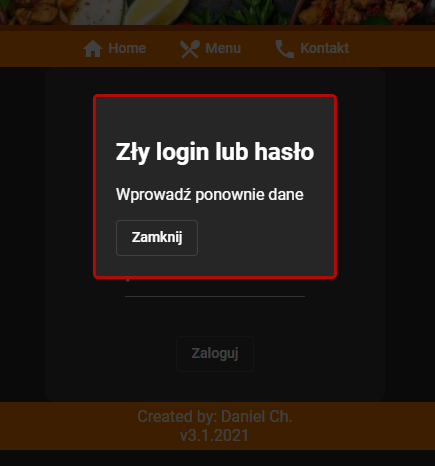 Home Menu Kontakt
Zły login lub hasło
Wprowadź ponownie dane
Zamknij
Zaloguj
Created by: Daniel Ch.
v3.1.2021